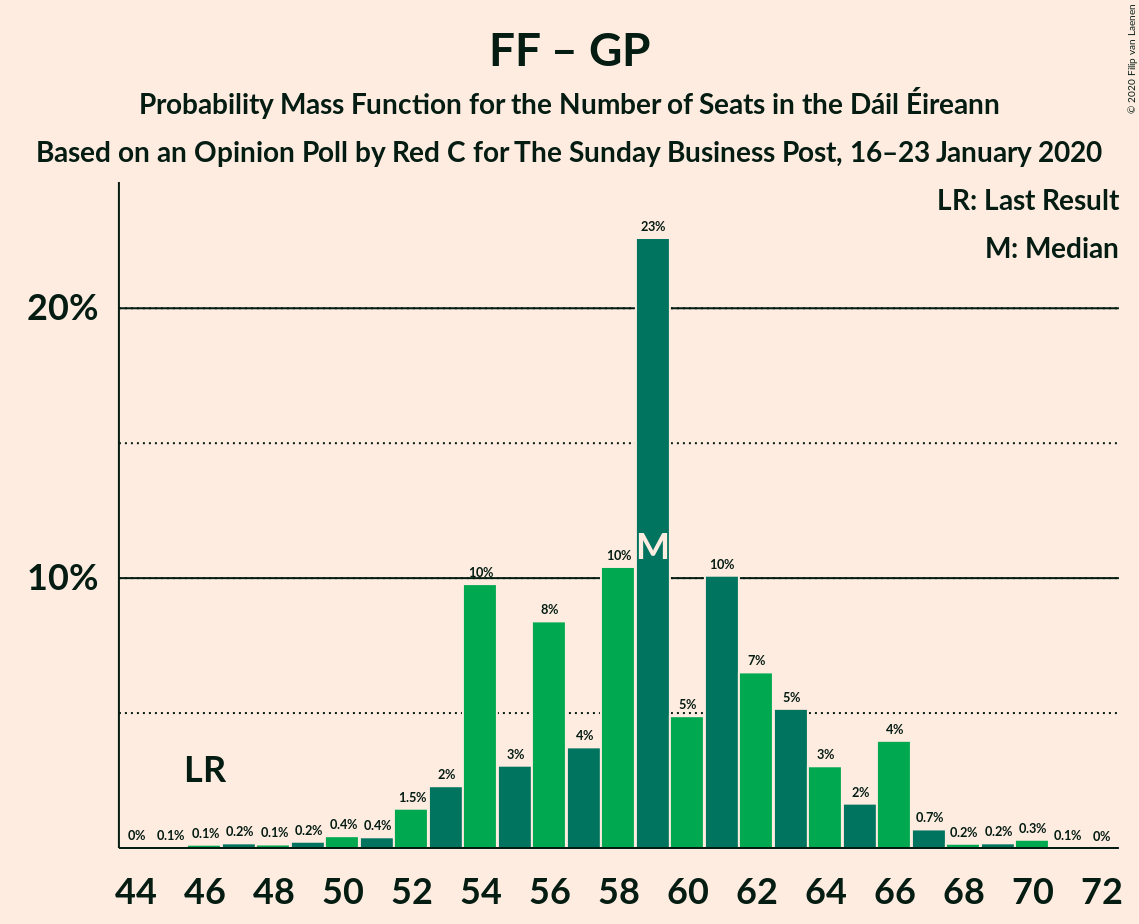 FF – GP
Probability Mass Function for the Number of Seats in the Dáil Éireann
Based on an Opinion Poll by Red C for The Sunday Business Post, 16–23 January 2020
© 2020 Filip van Laenen
LR: Last Result
M: Median
20%
10%
LR
M
0% 0.1% 0.1% 0.2% 0.1% 0.2% 0.4% 0.4% 1.5% 2% 10% 3% 8% 4% 10% 23% 5% 10% 7% 5% 3% 2% 4% 0.7% 0.2% 0.2% 0.3% 0.1% 0%
44 46 48 50 52 54 56 58 60 62 64 66 68 70 72